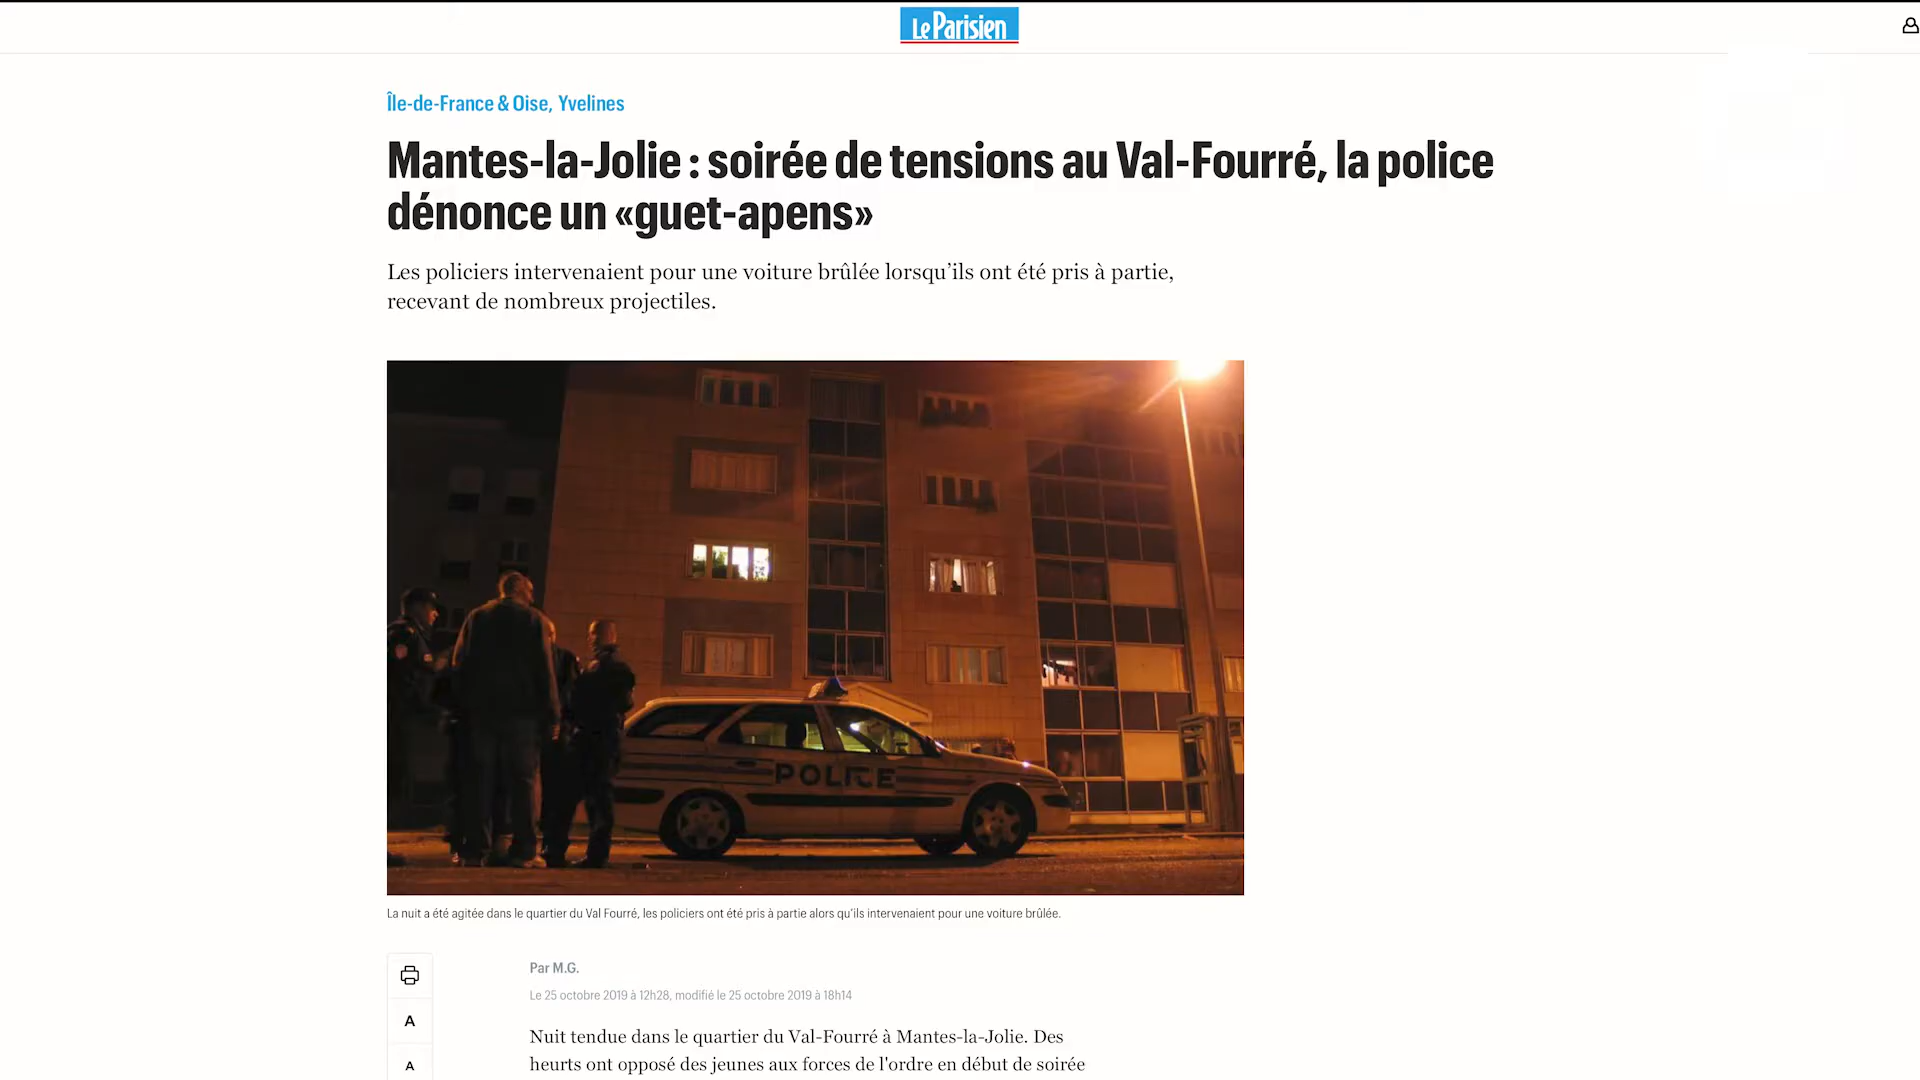 Le Parisien
Île-de-France & Oise, Yvelines
Mantes-la-Jolie : soirée de tensions au Val-Fourré, la police
dénonce un «guet-apens»
Les policiers intervenaient pour une voiture brûlée lorsqu’ils ont été pris à partie,
recevant de nombreux projectiles.
POLICE
La nuit a été agitée dans le quartier du Val Fourré, les policiers ont été pris à partie alors qu’ils intervenaient pour une voiture brûlée.
Par M.G.
Le 25 octobre 2019 à 12h28, modifié le 25 octobre 2019 à 18h14
A
Nuit tendue dans le quartier du Val-Fourré à Mantes-la-Jolie. Des
heurts ont opposé des jeunes aux forces de l'ordre en début de soirée
A